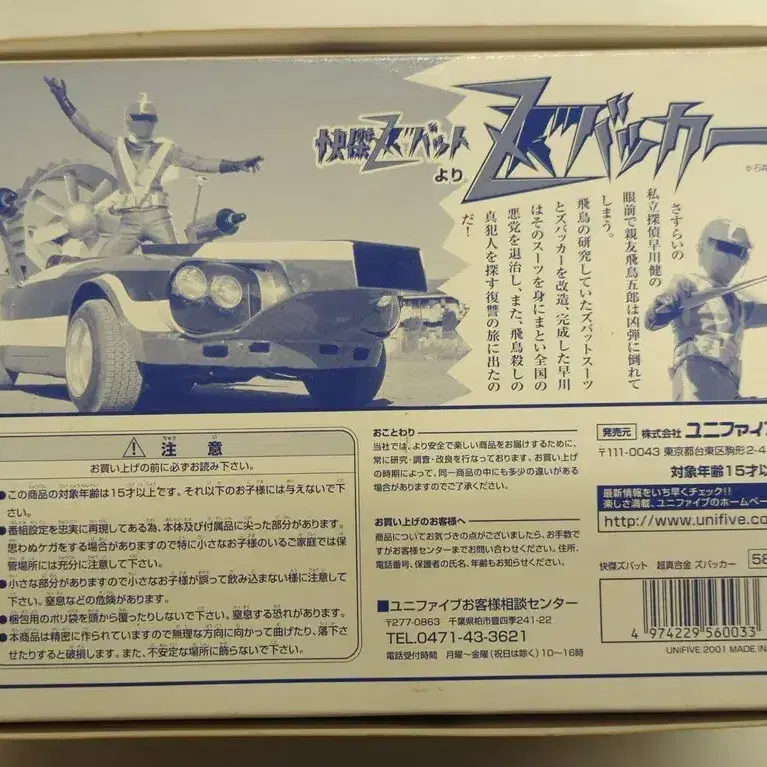 快傑ズバット
より
ズバッカー
さすらいの
私立探偵早川健の
眼前で親友飛鳥五郎は凶弾に倒れて
しまう。
飛鳥の研究していたズバットスーツ
とズバッカーを改造、完成した早川
はそのスーツを身にまとい全国の
悪党を退治し、また、飛鳥殺しの
真犯人を探す復讐の旅に出たの
だ!
注意
お買い上げの前に必ずお読み下さい。
●この商品の対象年齢は15才以上です。それ以下のお子様には与えないで下
さい。
●番組設定を忠実に再現してある為、本体及び付属品に尖った部分があります。
思わぬケガをする場合がありますので特に小さなお子様のいるご家庭では保
管場所には充分に注意して下さい。
●小さな部分がありますので小さなお子様が誤って飲み込まない様に注意して
下さい。窒息などの危険があります。
●梱包用のポリ袋を頭から覆ったりしないで下さい。窒息する恐れがあります。
●本商品は精密に作られていますので無理な方向に向かって曲げたり、落下さ
せたりすると破損します。また、不安定な場所に飾らないで下さい。
おことわり
当社では、より安全で楽しい商品をお届けするために、
常に研究・調査・改良を行なっております。お買い上げ
の時期によって、同一商品の中にも多少の違いがある
場合がありますのでご了承ください。
お買い上げのお客様へ
商品についてお気づきの点がございましたら、お手数で
すがお客様センターまでお問い合わせください。住所、
電話番号、保護者の氏名、年齢もお知らせください。
■ユニファイブお客様相談センター
〒277-0863 千葉県柏市豊四季241-22
TEL.0471-43-3621
電話受付時間 月曜〜金曜(祝日は除く)10〜16時
発売元 株式会社 ユニファイブ
〒111-0043 東京都台東区駒形2-4
対象年齢15才以
最新情報をいち早くチェック!!
楽しさ満載、ユニファイブのホームペー
http://www.unifive.co
快傑ズバット 超真合金 ズバッカー 58
4 974229 560033
UNIFIVE 2001 MADE IN